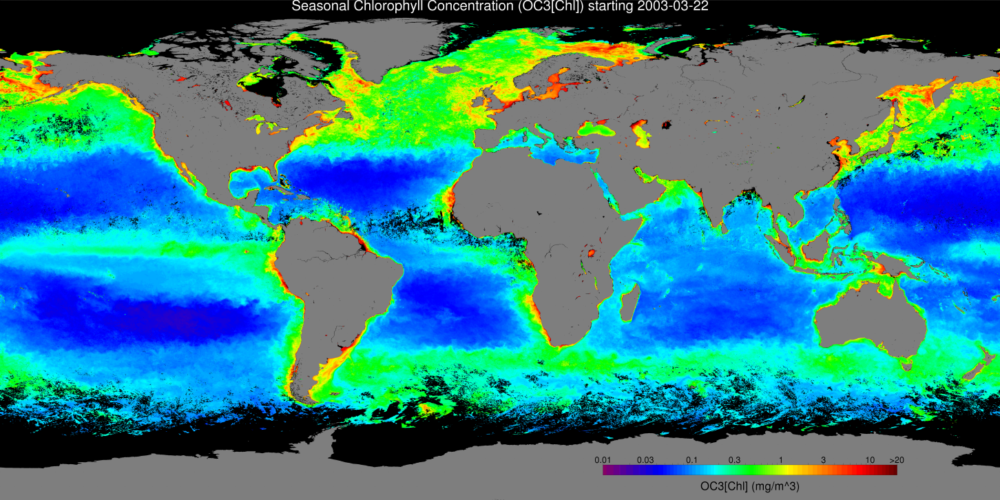 Seasonal Chlorophyll Concentration (OC3[Chl]) starting 2003-03-22
0.01 0.03 0.1 0.3 1 3 10 >20
OC3[Chl] (mg/m^3)